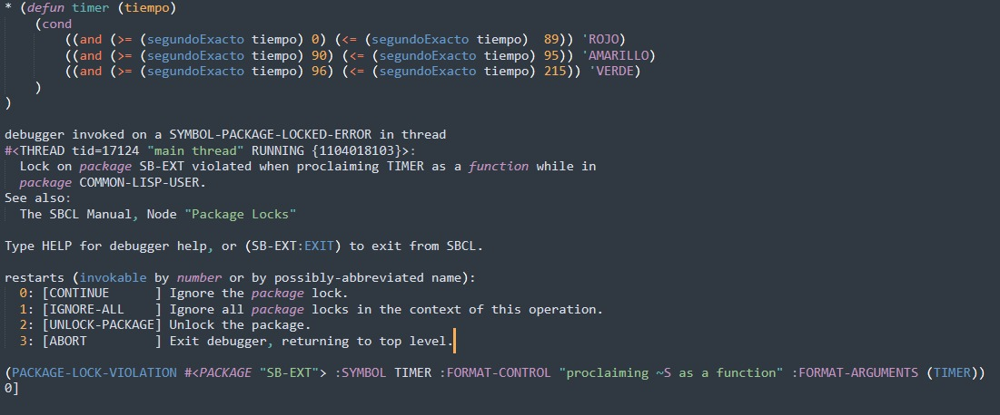 * (defun timer (tiempo)
(cond
((and (>= (segundoExacto tiempo) 0) (<= (segundoExacto tiempo)  89)) 'ROJO)
((and (>= (segundoExacto tiempo) 90) (<= (segundoExacto tiempo) 95)) 'AMARILLO)
((and (>= (segundoExacto tiempo) 96) (<= (segundoExacto tiempo) 215)) 'VERDE)
)
)
debugger invoked on a SYMBOL-PACKAGE-LOCKED-ERROR in thread
#<THREAD tid=17124 "main thread" RUNNING {1104018103}>:
Lock on package SB-EXT violated when proclaiming TIMER as a function while in
package COMMON-LISP-USER.
See also:
The SBCL Manual, Node "Package Locks"
Type HELP for debugger help, or (SB-EXT:EXIT) to exit from SBCL.
restarts (invokable by number or by possibly-abbreviated name):
0: [CONTINUE      ] Ignore the package lock.
1: [IGNORE-ALL    ] Ignore all package locks in the context of this operation.
2: [UNLOCK-PACKAGE] Unlock the package.
3: [ABORT         ] Exit debugger, returning to top level.
(PACKAGE-LOCK-VIOLATION #<PACKAGE "SB-EXT"> :SYMBOL TIMER :FORMAT-CONTROL "proclaiming ~S as a function" :FORMAT-ARGUMENTS (TIMER))
0]